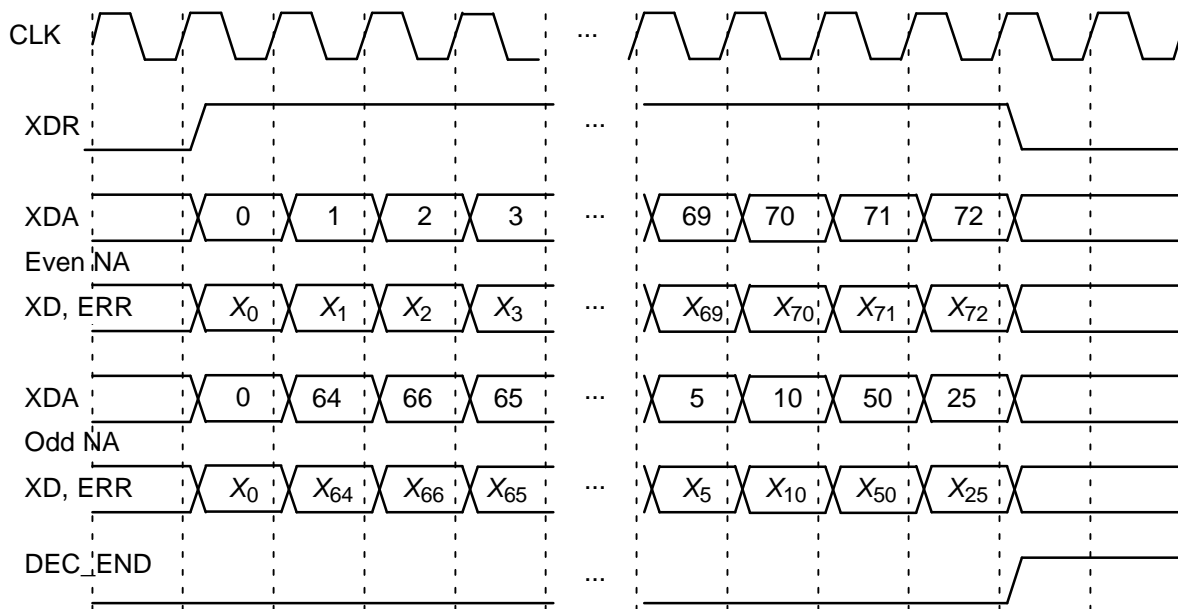 CLK ...
XDR ...
XDA 0 1 2 3 ... 69 70 71 72
Even NA
XD, ERR X0 X1 X2 X3 ... X69 X70 X71 X72
XDA 0 64 66 65 ... 5 10 50 25
Odd NA
XD, ERR X0 X64 X66 X65 ... X5 X10 X50 X25
DEC_END ...